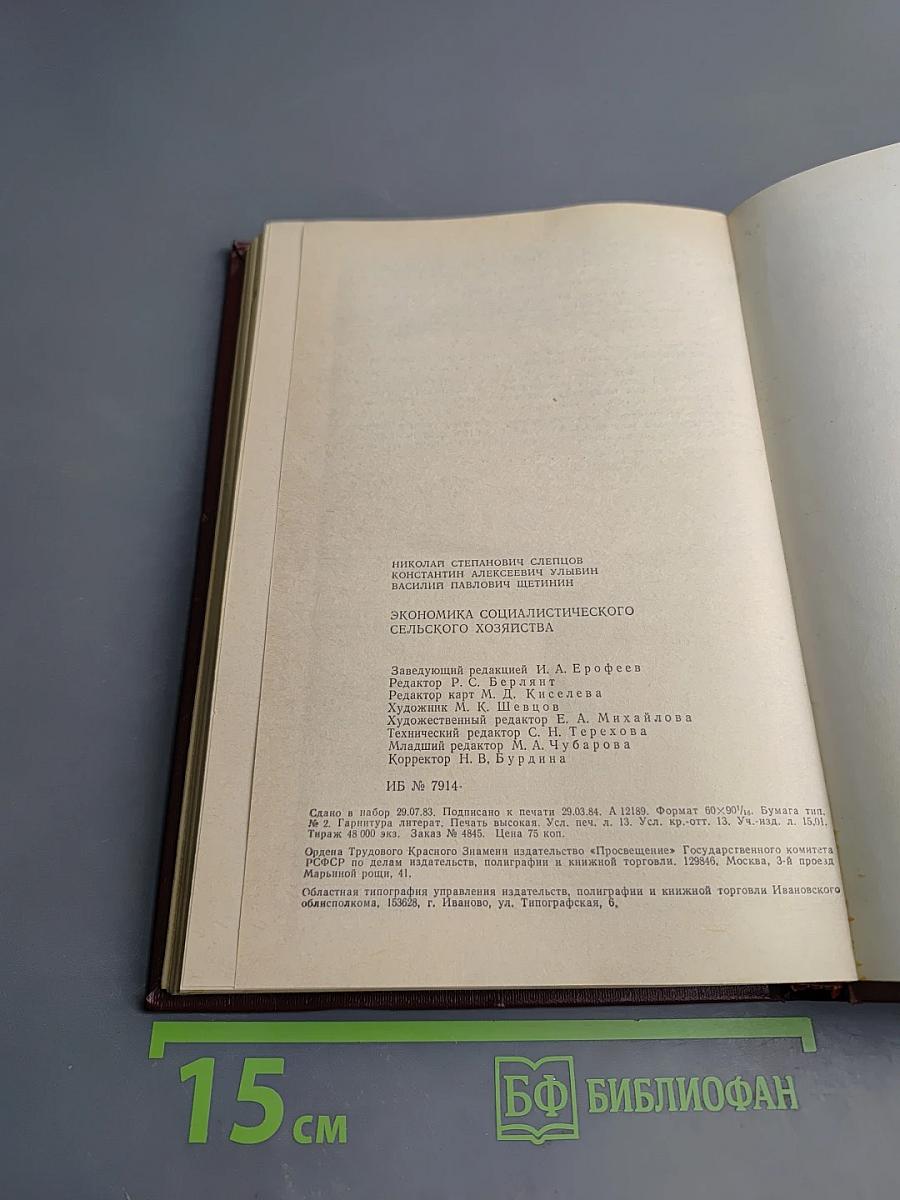 НИКОЛАЙ СТЕПАНОВИЧ СЛЕПЦОВ
КОНСТАНТИН АЛЕКСЕЕВИЧ УЛЫБИН
ВАСИЛИЙ ПАВЛОВИЧ ЩЕТИНИН
ЭКОНОМИКА СОЦИАЛИСТИЧЕСКОГО
СЕЛЬСКОГО ХОЗЯЙСТВА
Заведующий редакцией И. А. Ерофеев
Редактор Р. С. Берлянт
Редактор карт М. Д. Киселева
Художник М. К. Шевцов
Художественный редактор Е. А. Михайлова
Технический редактор С. Н. Терехова
Младший редактор М. А. Чубарова
Корректор Н. В. Бурдина
ИБ № 7914
Сдано в набор 29.07.83. Подписано к печати 29.03.84. А 12189. Формат 60×90¹/₁₆. Бумага тип.
№ 2. Гарнитура литерат. Печать высокая. Усл. печ. л. 13. Усл. кр.-отт. 13. Уч.-изд. л. 15,01.
Тираж 48 000 экз. Заказ № 4845. Цена 75 коп.
Ордена Трудового Красного Знамени издательство «Просвещение» Государственного комитета
РСФСР по делам издательств, полиграфии и книжной торговли. 129846, Москва, 3-й проезд
Марьиной рощи, 41.
Областная типография управления издательств, полиграфии и книжной торговли Ивановского
облисполкома, 153628, г. Иваново, ул. Типографская, 6.
15 см
БФ БИБЛИОФАН